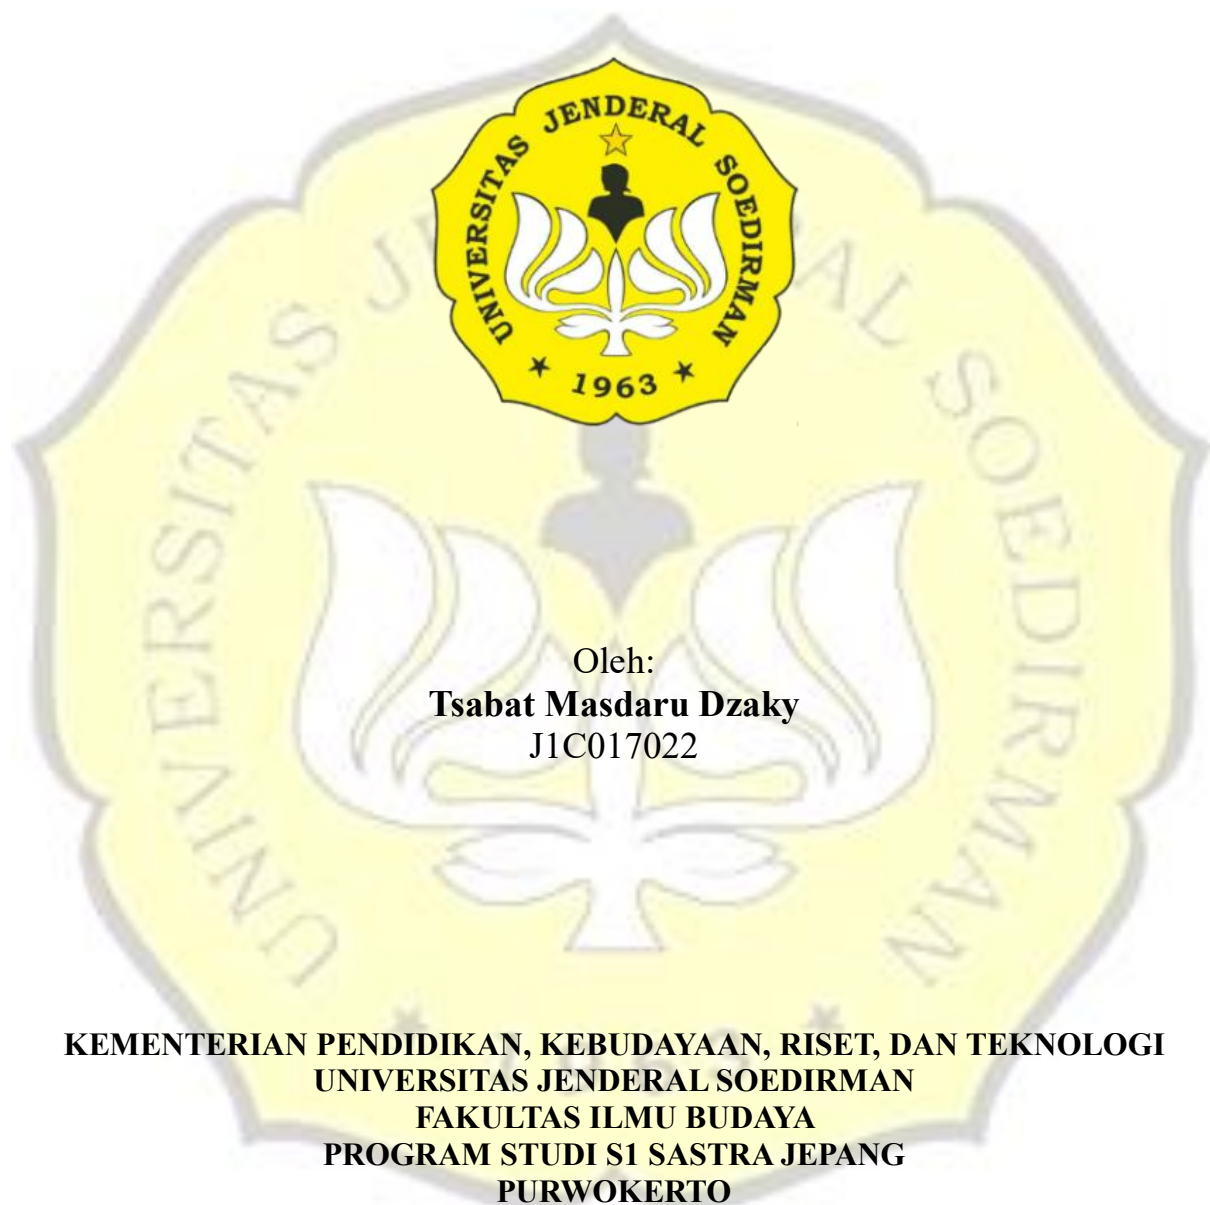 UNIVERSITAS JENDERAL SOEDIRMAN
★ 1963 ★
Oleh:
Tsabat Masdaru Dzaky
J1C017022
KEMENTERIAN PENDIDIKAN, KEBUDAYAAN, RISET, DAN TEKNOLOGI
UNIVERSITAS JENDERAL SOEDIRMAN
FAKULTAS ILMU BUDAYA
PROGRAM STUDI S1 SASTRA JEPANG
PURWOKERTO